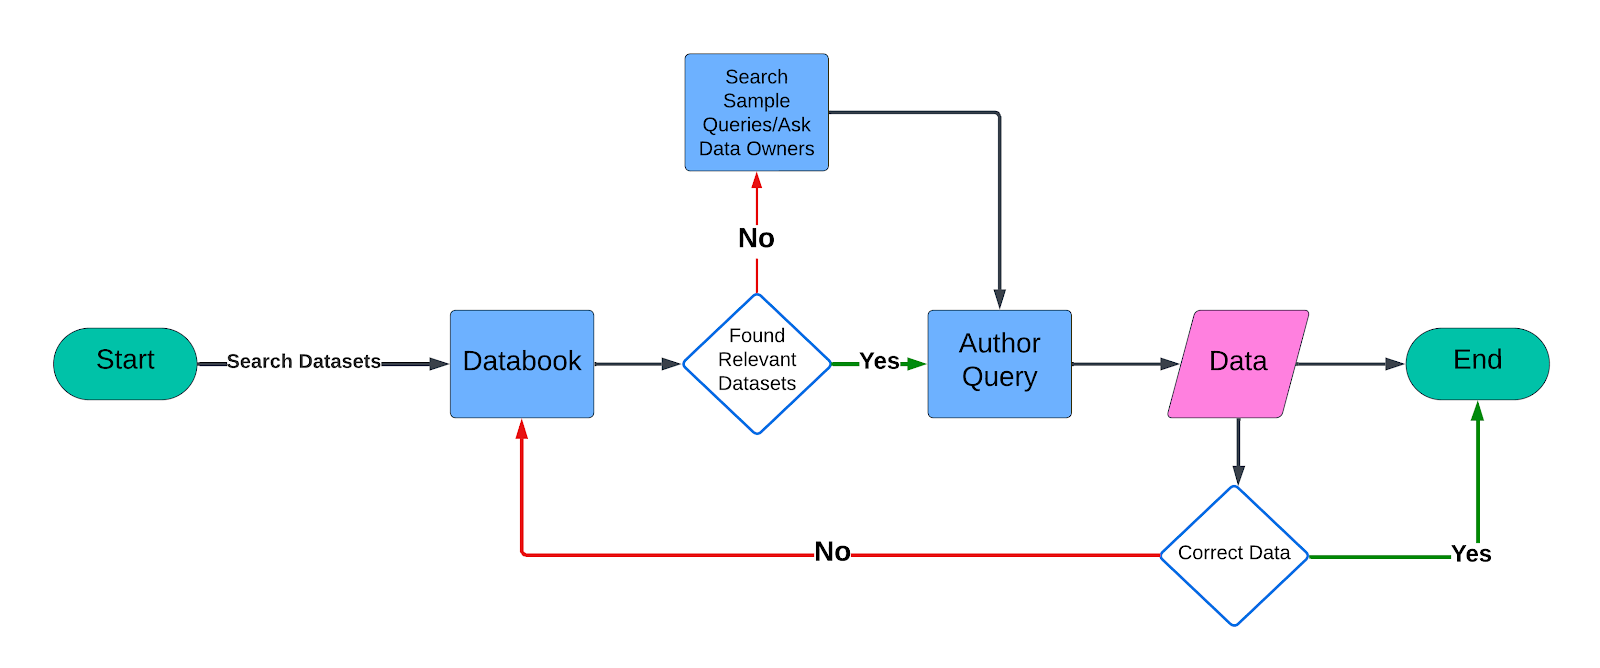 Search
Sample
Queries/Ask
Data Owners
No
Start
Search Datasets
Databook
Found
Relevant
Datasets
Yes
Author
Query
Data
End
No
Correct Data
Yes